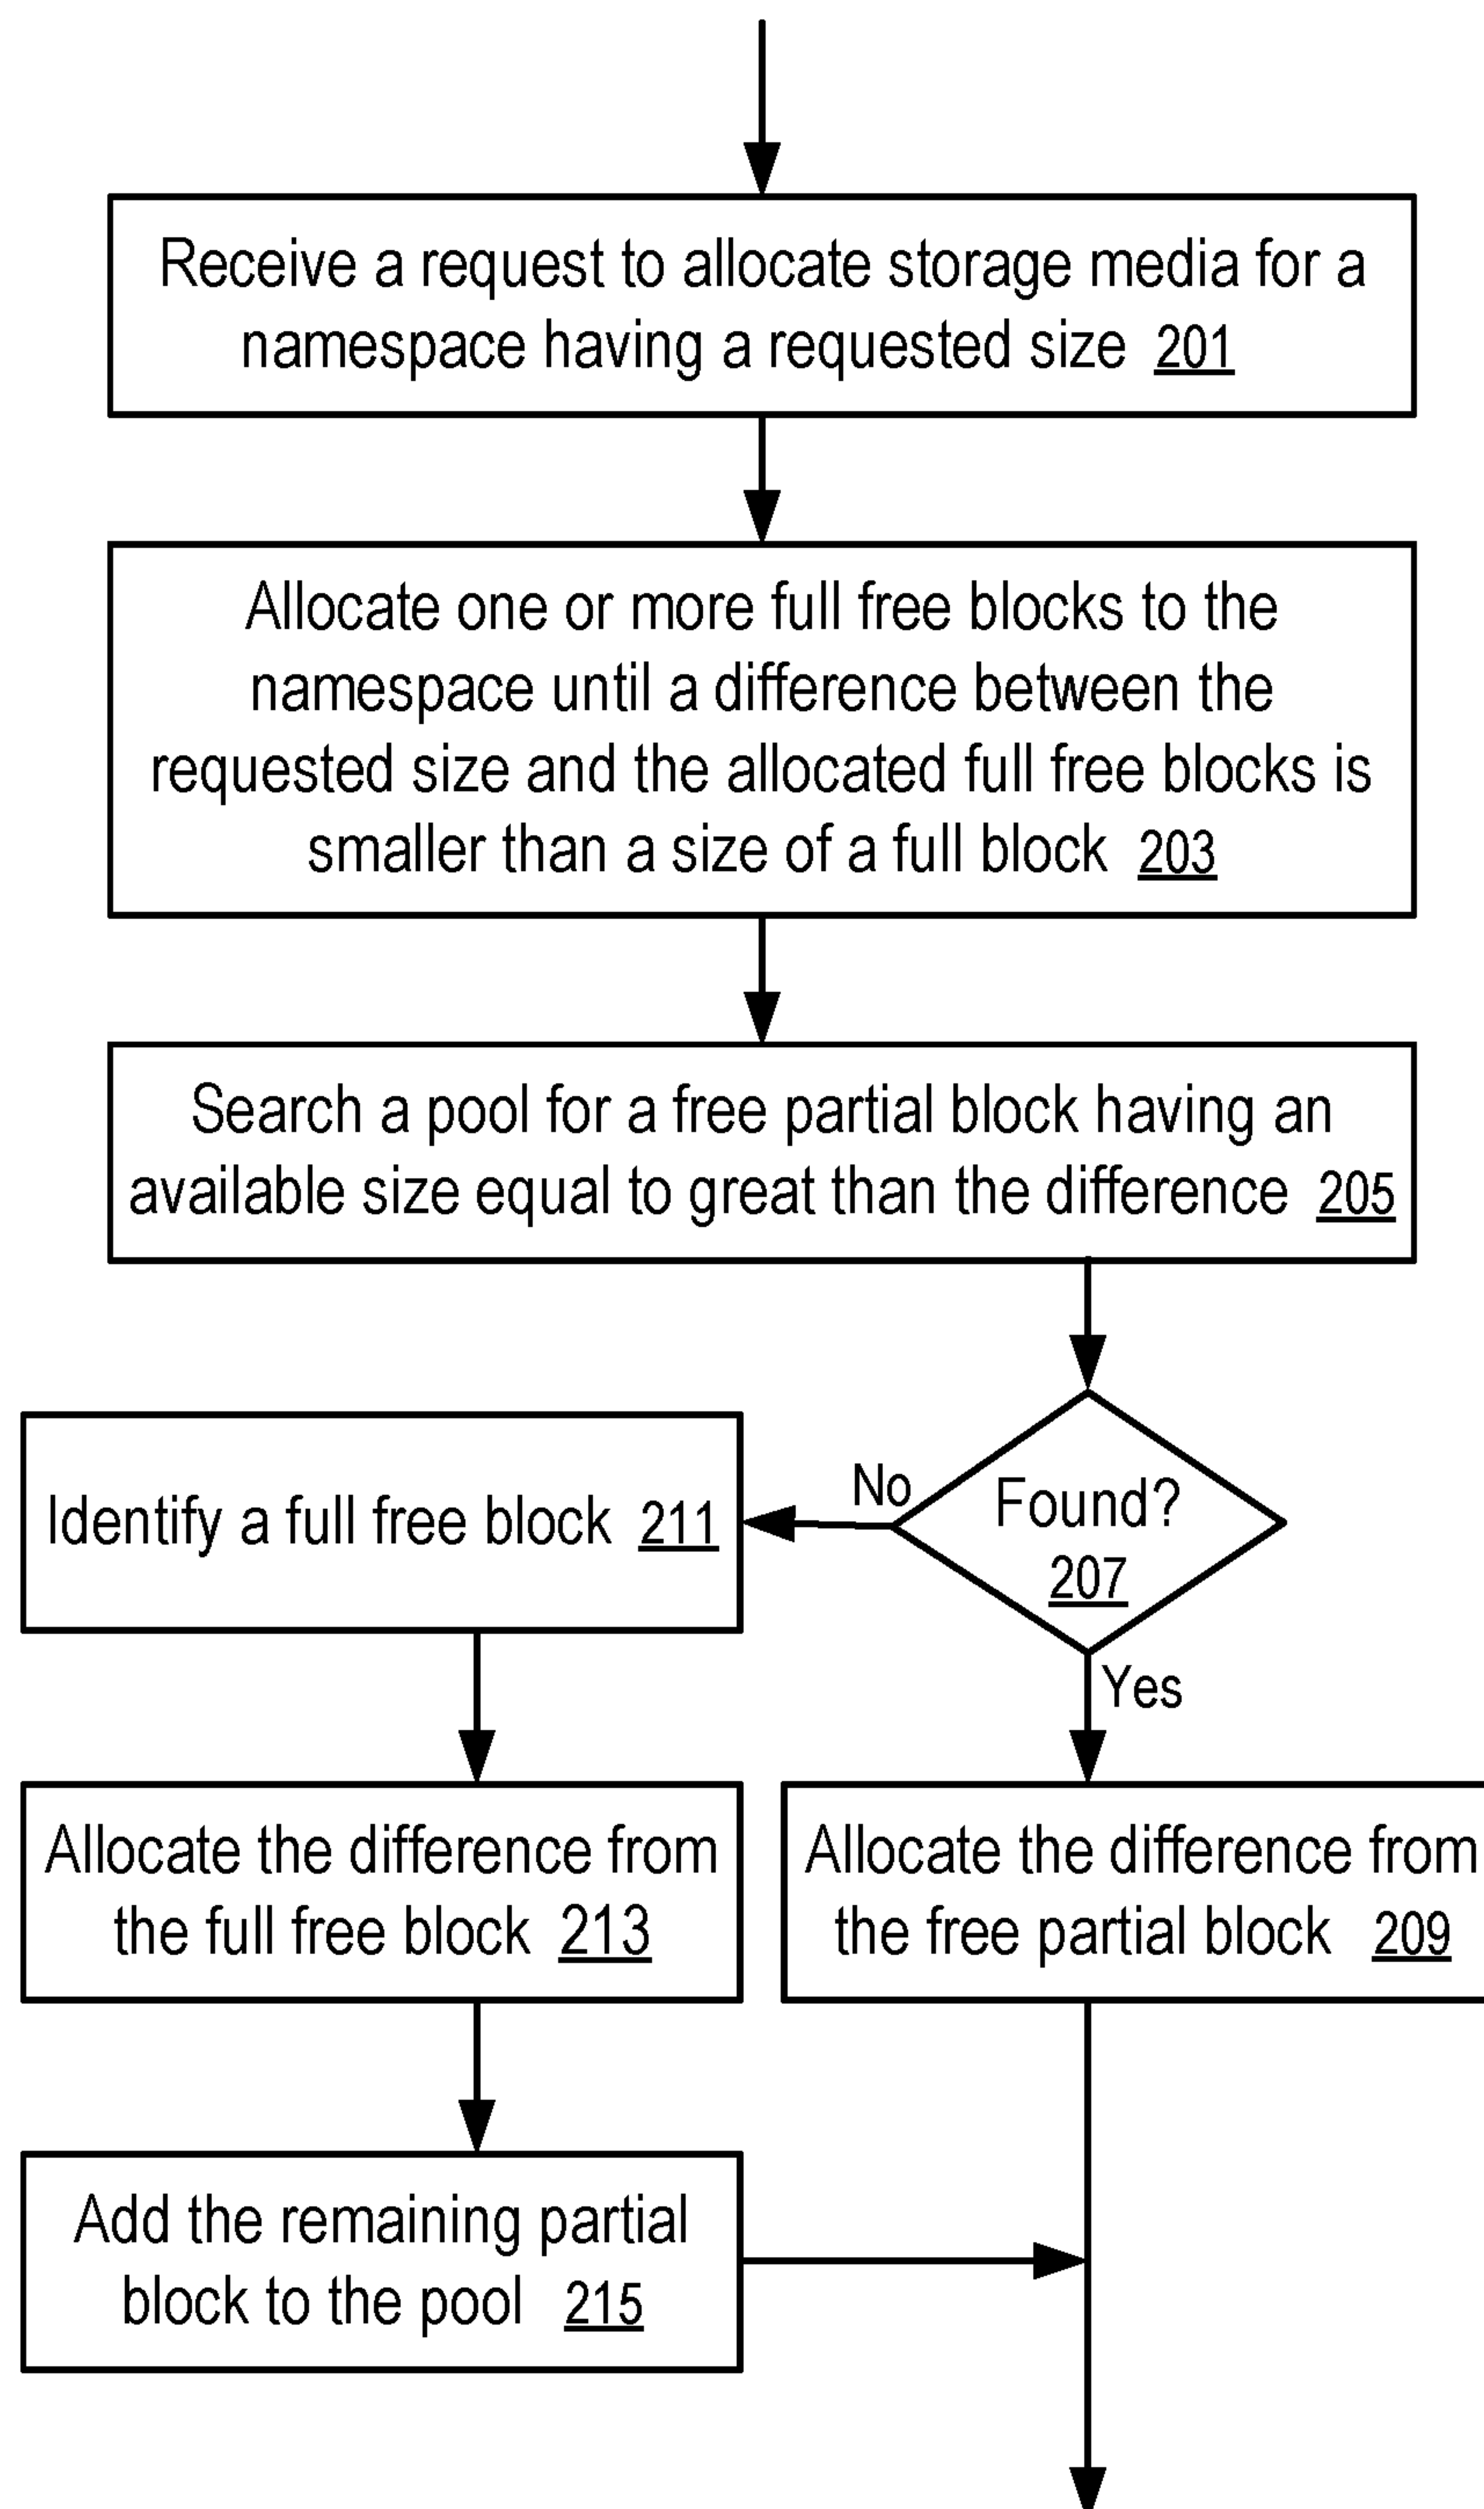 Receive a request to allocate storage media for a
namespace having a requested size 201
Allocate one or more full free blocks to the
namespace until a difference between the
requested size and the allocated full free blocks is
smaller than a size of a full block 203
Search a pool for a free partial block having an
available size equal to great than the difference 205
No
Found?
207
Identify a full free block 211
Yes
Allocate the difference from
the full free block 213
Allocate the difference from
the free partial block 209
Add the remaining partial
block to the pool 215